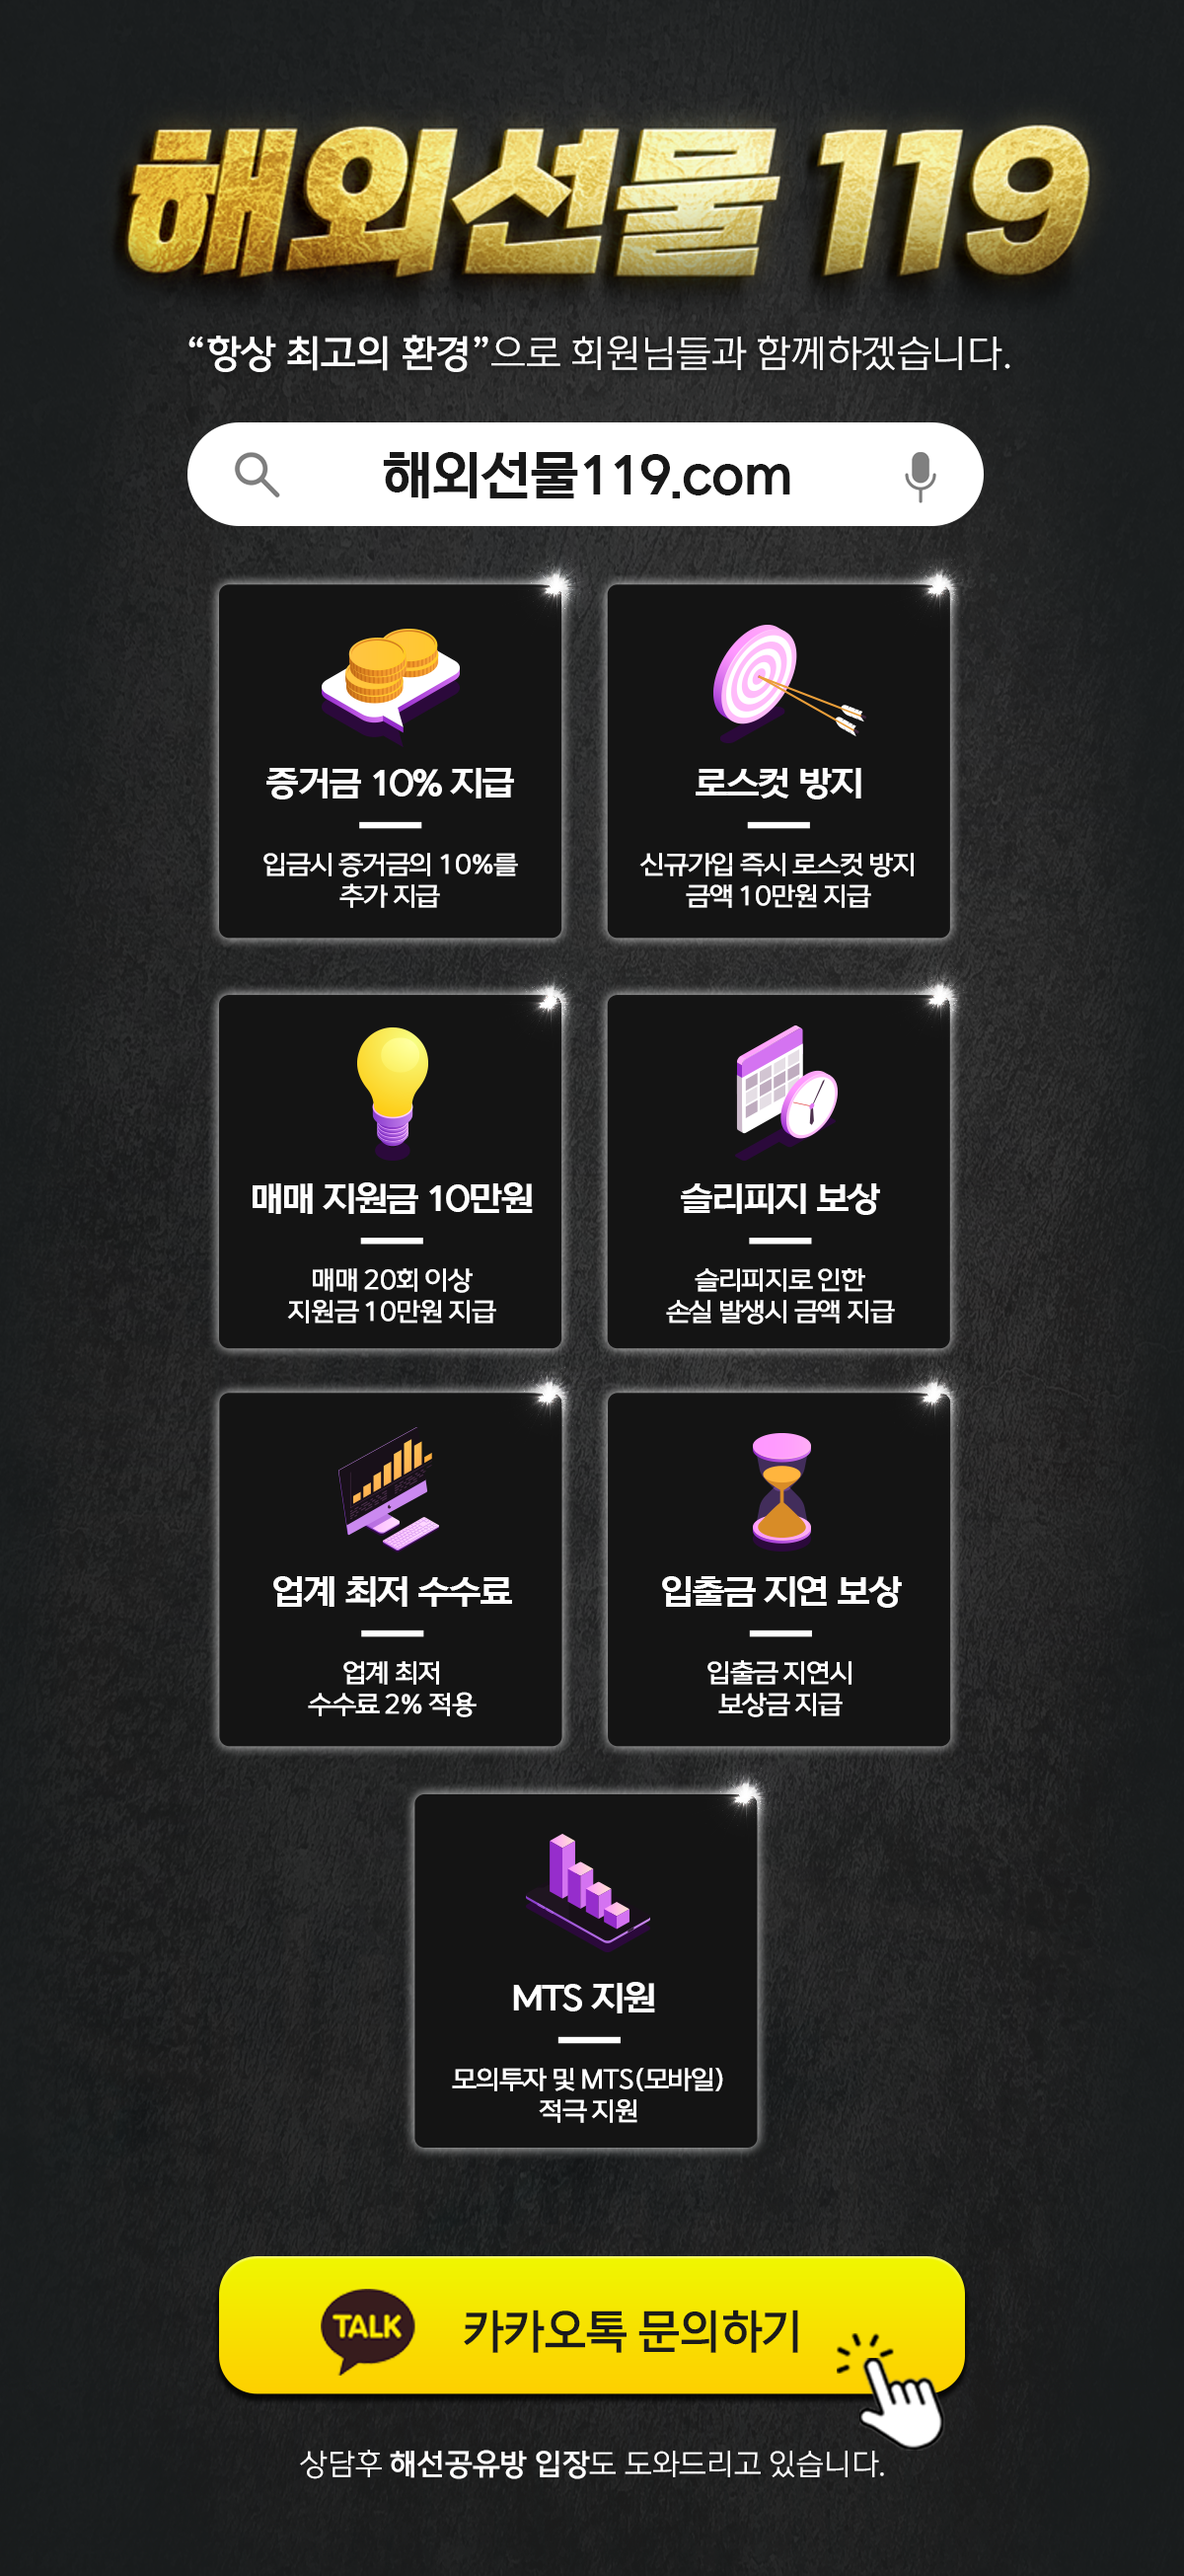 해외선물 119
“항상 최고의 환경”으로 회원님들과 함께하겠습니다.
해외선물119.com
증거금 10% 지급
입금시 증거금의 10%를
추가 지급
로스컷 방지
신규가입 즉시 로스컷 방지
금액 10만원 지급
매매 지원금 10만원
매매 20회 이상
지원금 10만원 지급
슬리피지 보상
슬리피지로 인한
손실 발생시 금액 지급
업계 최저 수수료
업계 최저
수수료 2% 적용
입출금 지연 보상
입출금 지연시
보상금 지급
MTS 지원
모의투자 및 MTS(모바일)
적극 지원
TALK
카카오톡 문의하기
상담후 해선공유방 입장도 도와드리고 있습니다.